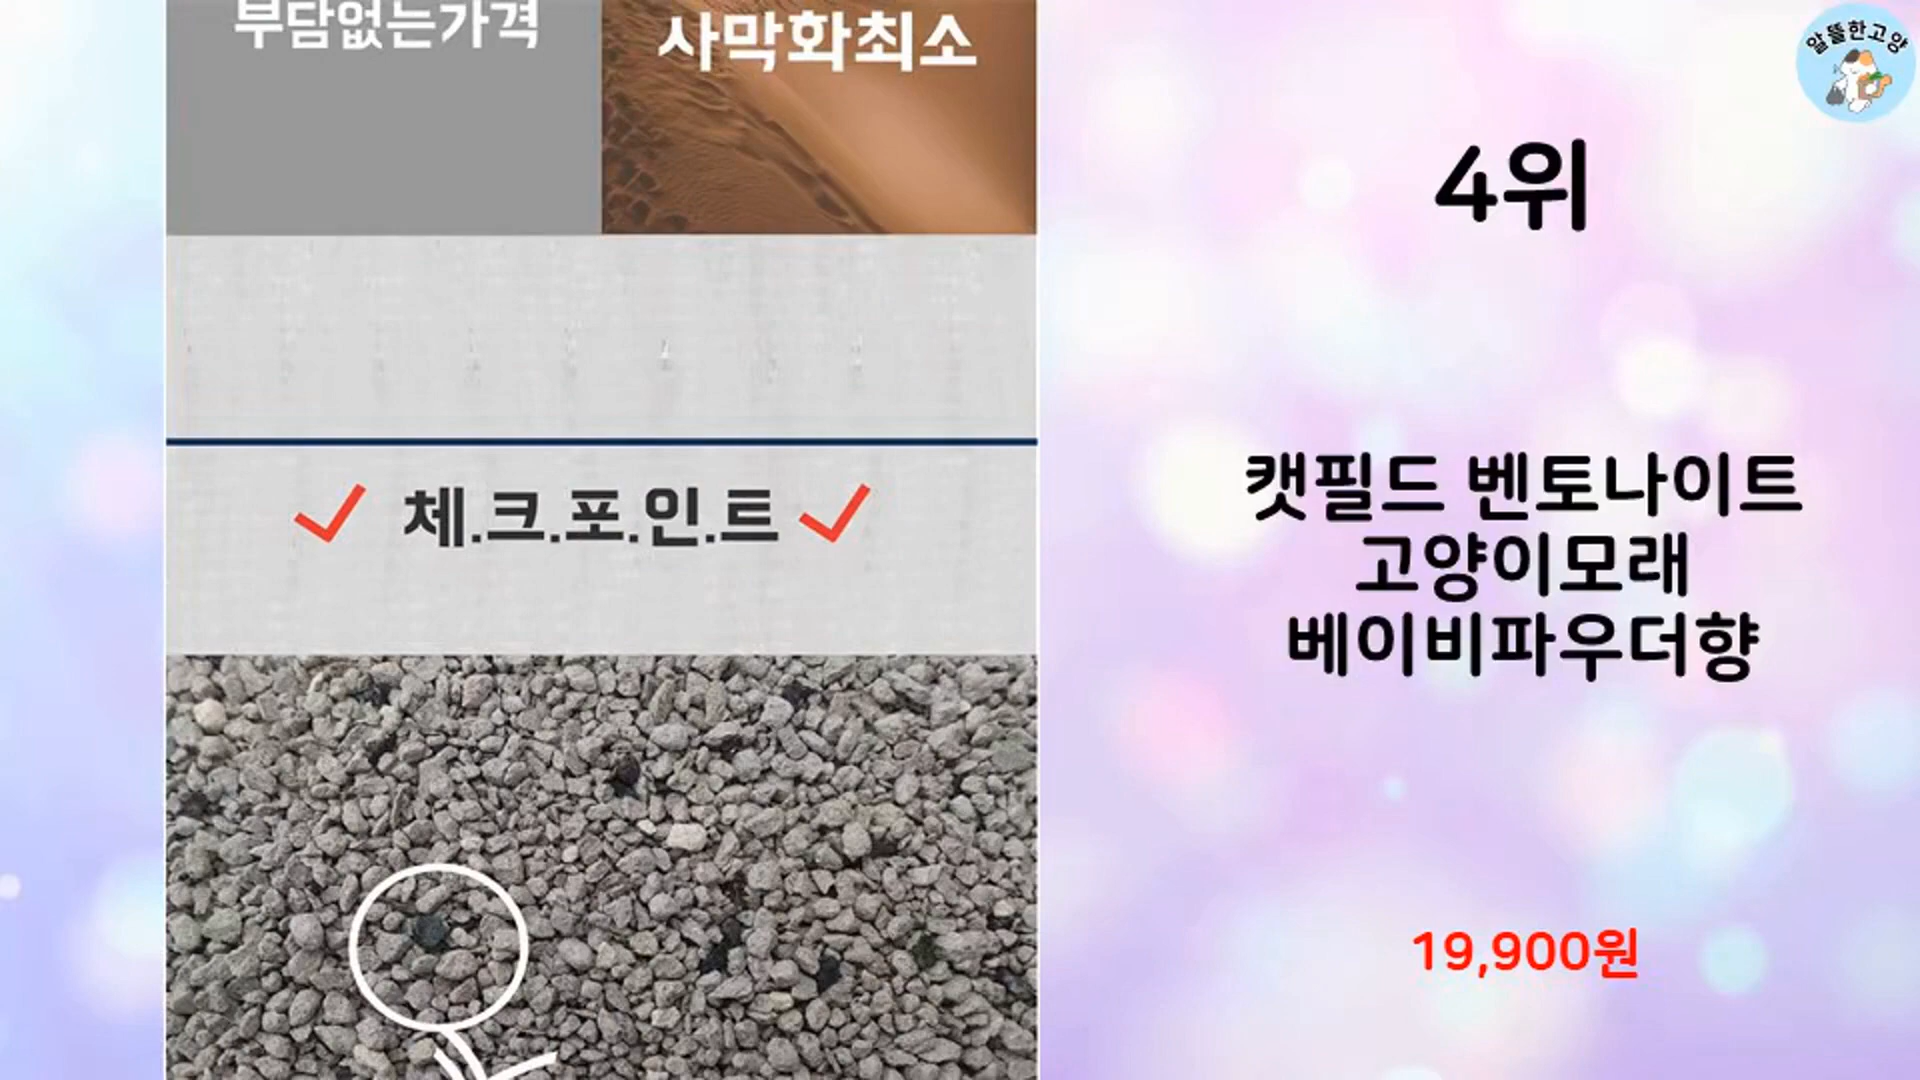 부담없는가격
사막화최소
체.크.포.인.트
알뜰한고양
4위
캣필드 벤토나이트
고양이모래
베이비파우더향
19,900원